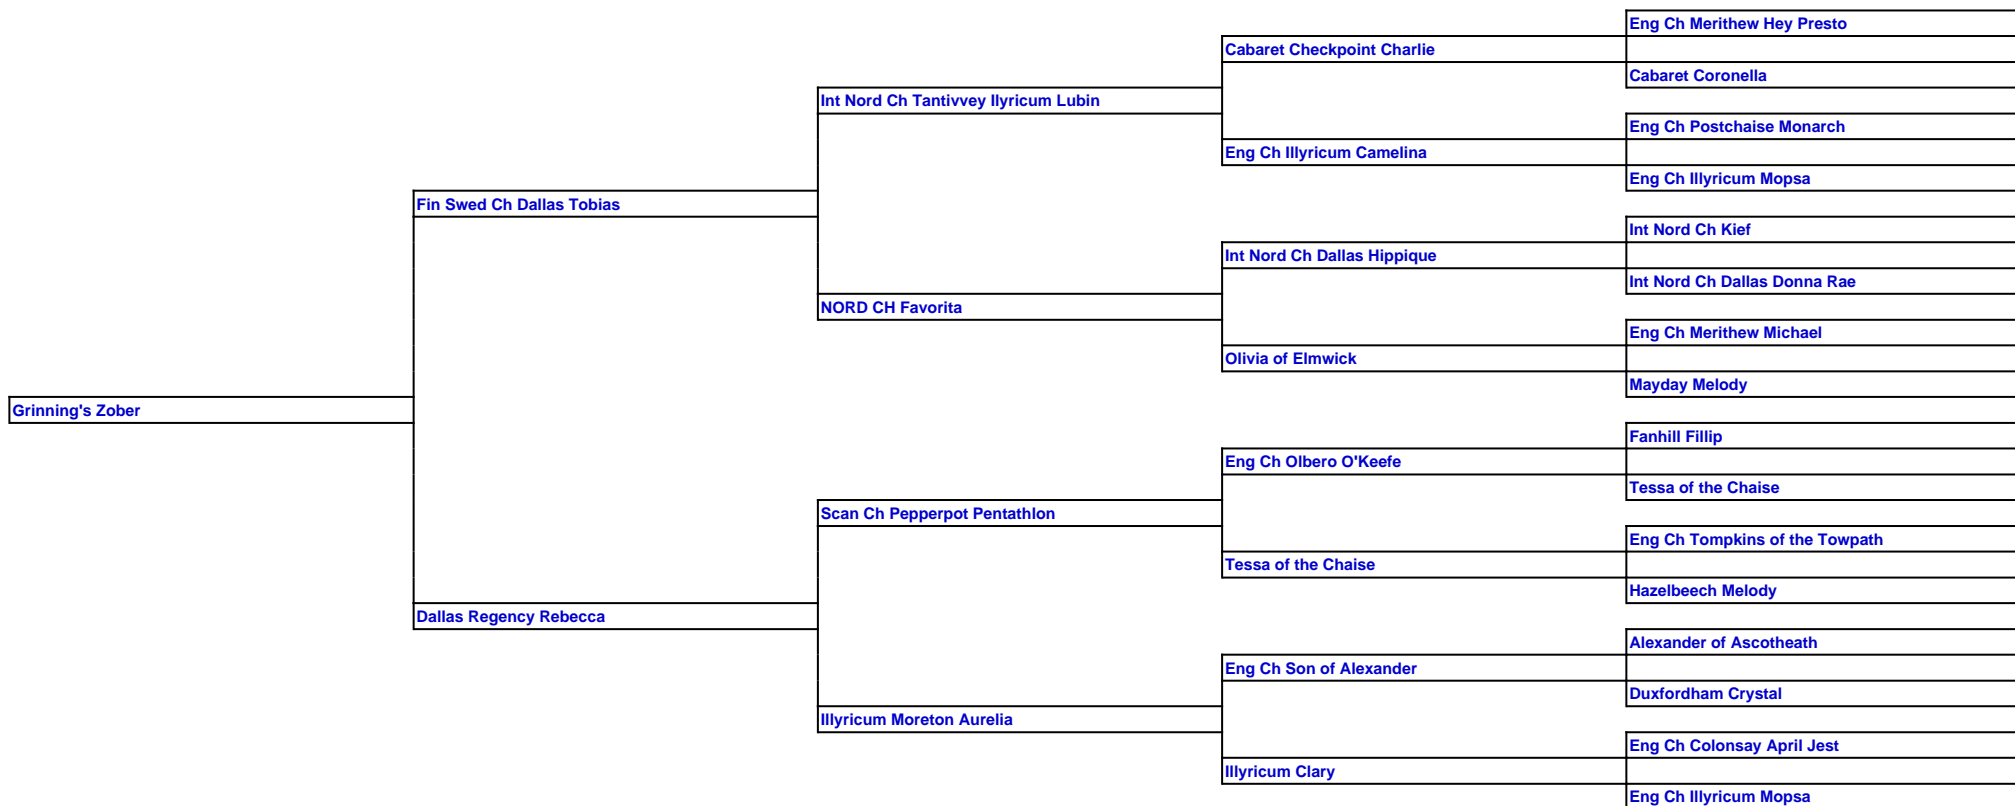 Eng Ch Merithew Hey Presto
Cabaret Checkpoint Charlie
Cabaret Coronella
Int Nord Ch Tantivvey Ilyricum Lubin
Eng Ch Postchaise Monarch
Eng Ch Illyricum Camelina
Eng Ch Illyricum Mopsa
Fin Swed Ch Dallas Tobias
Int Nord Ch Kief
Int Nord Ch Dallas Hippique
Int Nord Ch Dallas Donna Rae
NORD CH Favorita
Eng Ch Merithew Michael
Olivia of Elmwick
Mayday Melody
Grinning's Zober
Fanhill Fillip
Eng Ch Olbero O'Keefe
Tessa of the Chaise
Scan Ch Pepperpot Pentathlon
Eng Ch Tompkins of the Towpath
Tessa of the Chaise
Hazelbeech Melody
Dallas Regency Rebecca
Alexander of Ascotheath
Eng Ch Son of Alexander
Duxfordham Crystal
Illyricum Moreton Aurelia
Eng Ch Colonsay April Jest
Illyricum Clary
Eng Ch Illyricum Mopsa